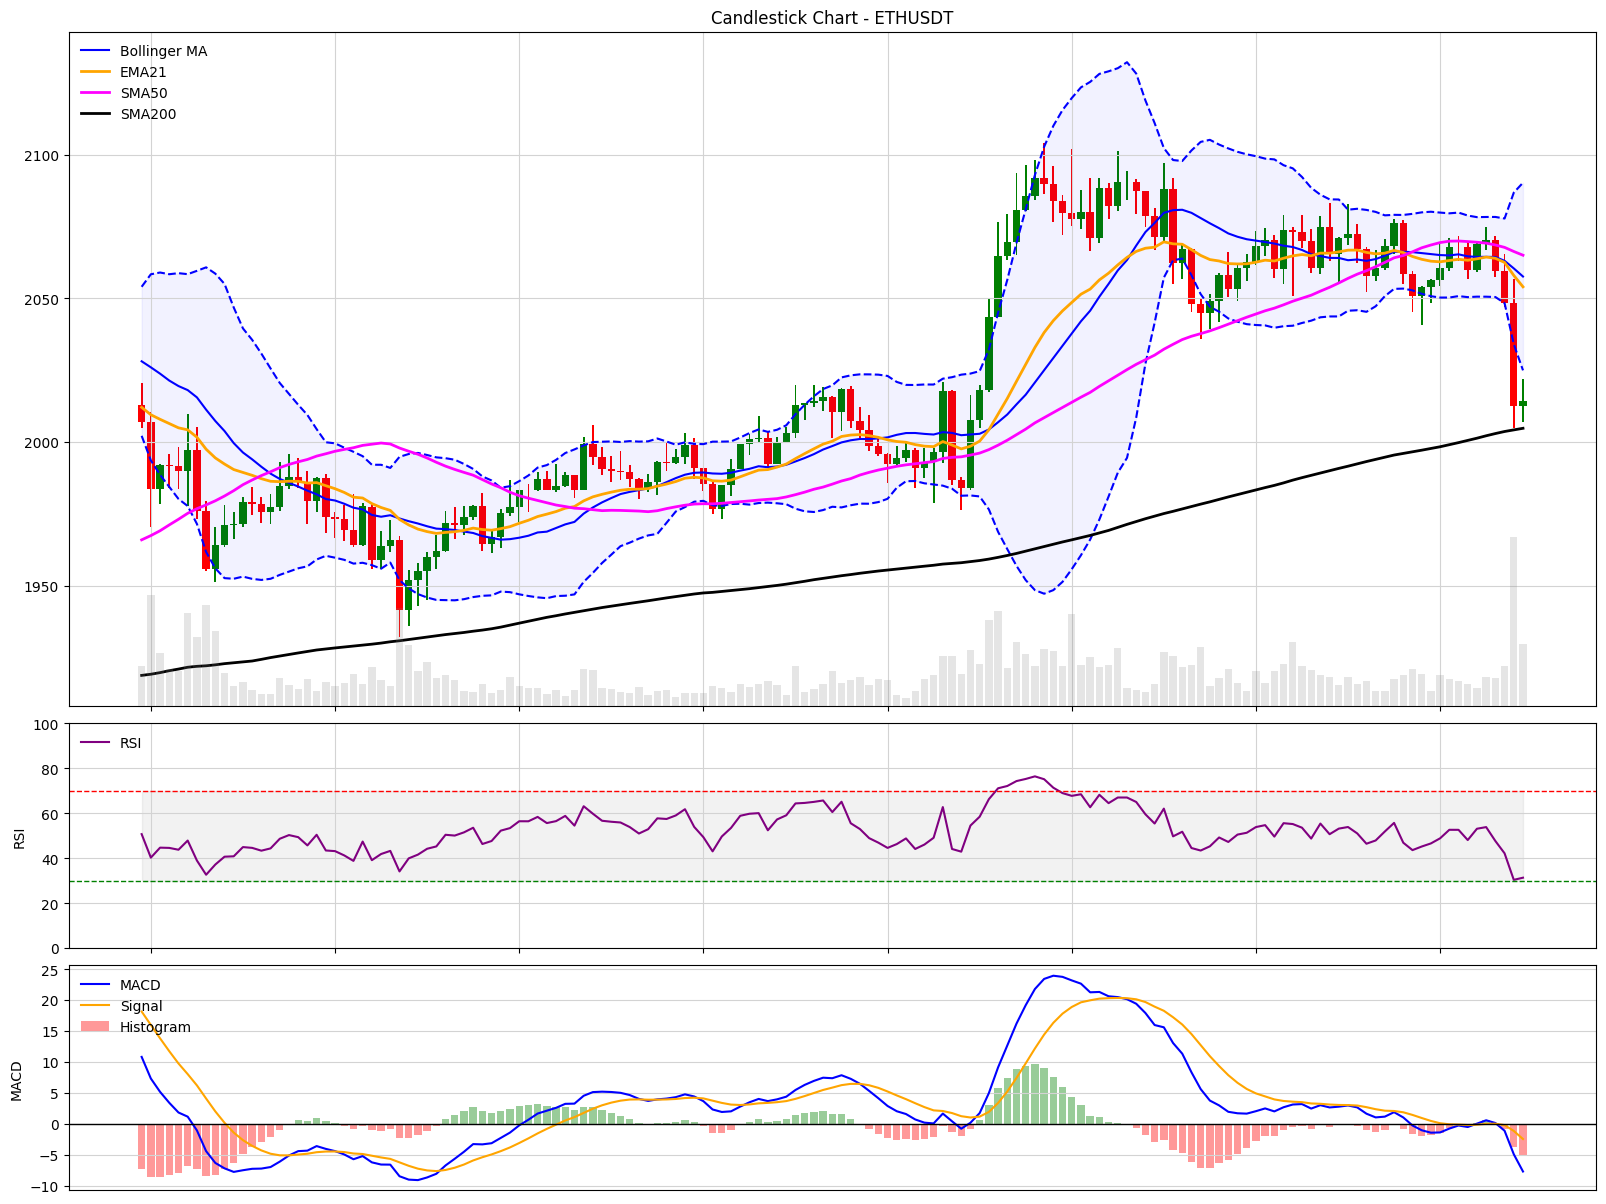 Candlestick Chart - ETHUSDT
Bollinger MA
EMA21
SMA50
SMA200
2100
2050
2000
1950
100
80
60
40
20
0
RSI
RSI
25
20
15
10
5
0
−5
−10
MACD
MACD
Signal
Histogram